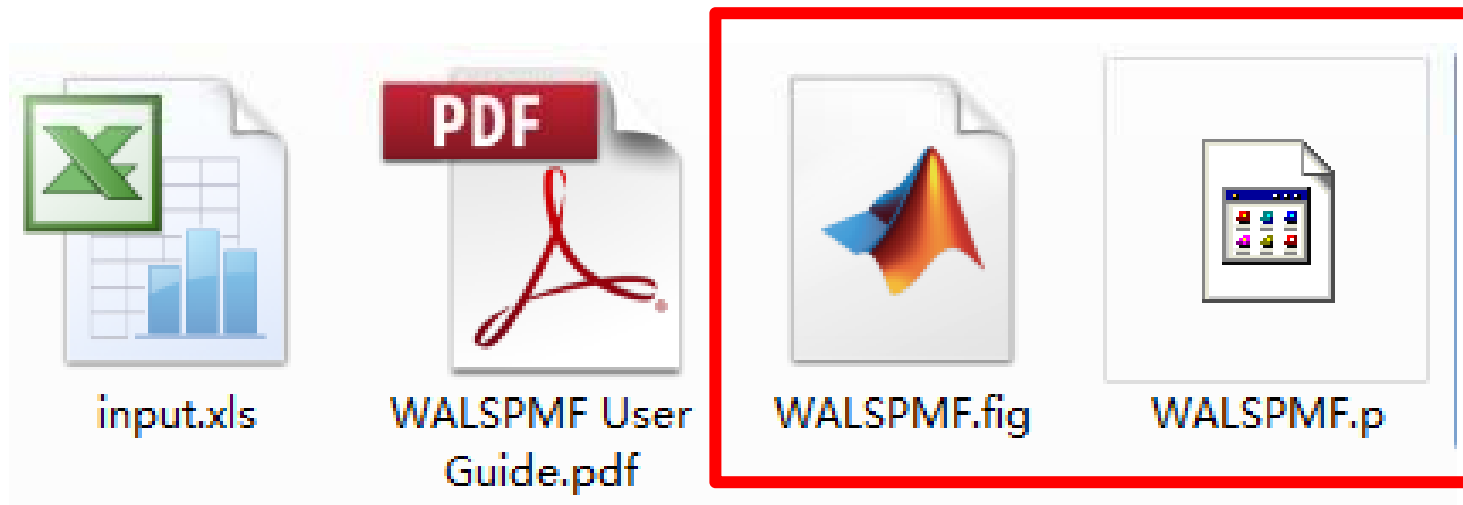 PDF
input.xls
WALSPMF User
Guide.pdf
WALSPMF.fig
WALSPMF.p